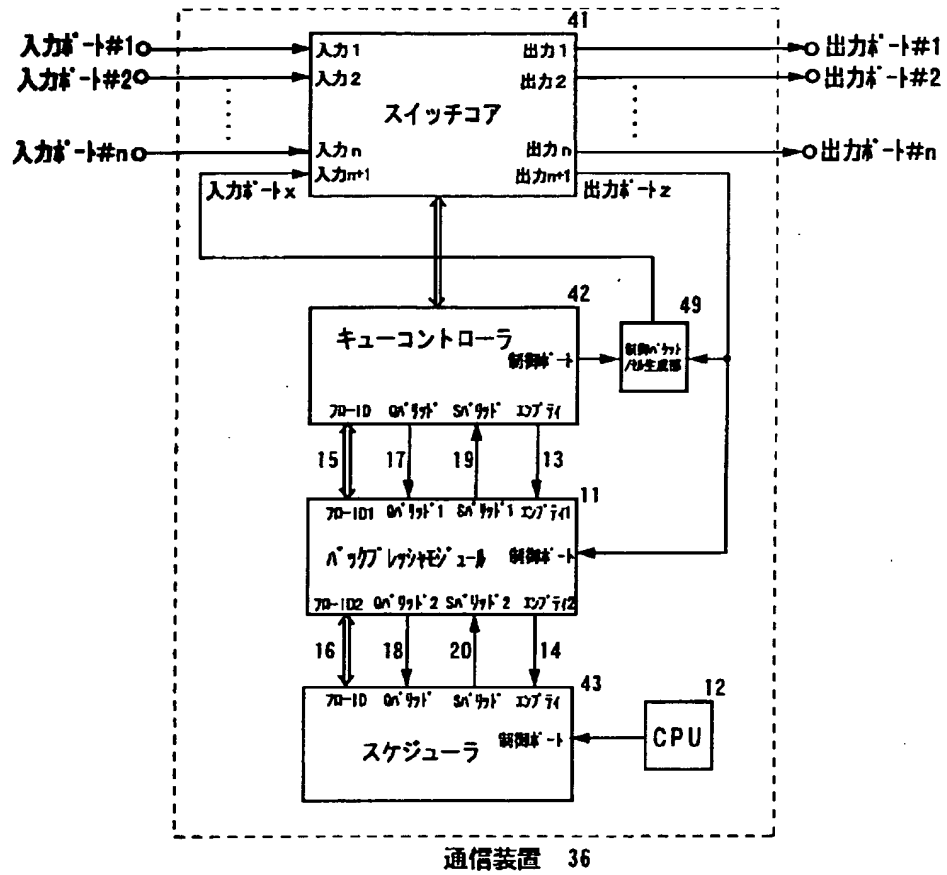 41
入力ポート#1
入力1
出力1
出力ポート#1
入力ポート#2
入力2
出力2
出力ポート#2
スイッチコア
入力ポート#n
入力n
出力n
出力ポート#n
入力n+1
出力n+1
入力ポートx
出力ポートz
42
49
キューコントローラ
制御ポート
制御パケット
/セル生成部
フローID Qバリッド Sバリッド エンプティ
15 17 19 13
11
フローID1 Qバリッド1 Sバリッド1 エンプティ1
バックプレッシャモジュール 制御ポート
フローID2 Qバリッド2 Sバリッド2 エンプティ2
16 18 20 14
43
12
フローID Qバリッド Sバリッド エンプティ
制御ポート
CPU
スケジューラ
通信装置 36